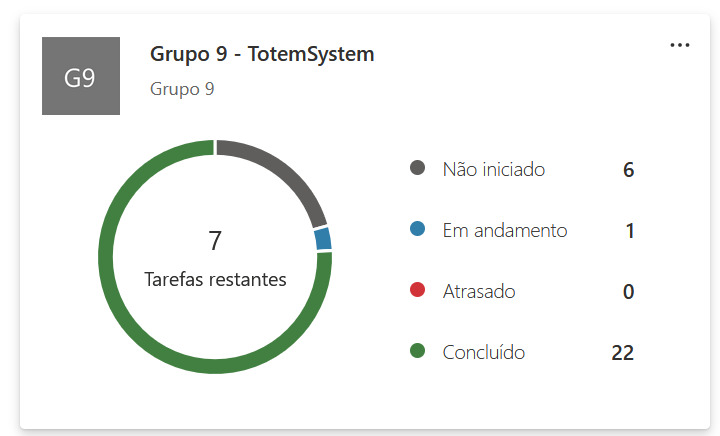 G9
Grupo 9 - TotemSystem
Grupo 9
7
Tarefas restantes
Não iniciado 6
Em andamento 1
Atrasado 0
Concluído 22